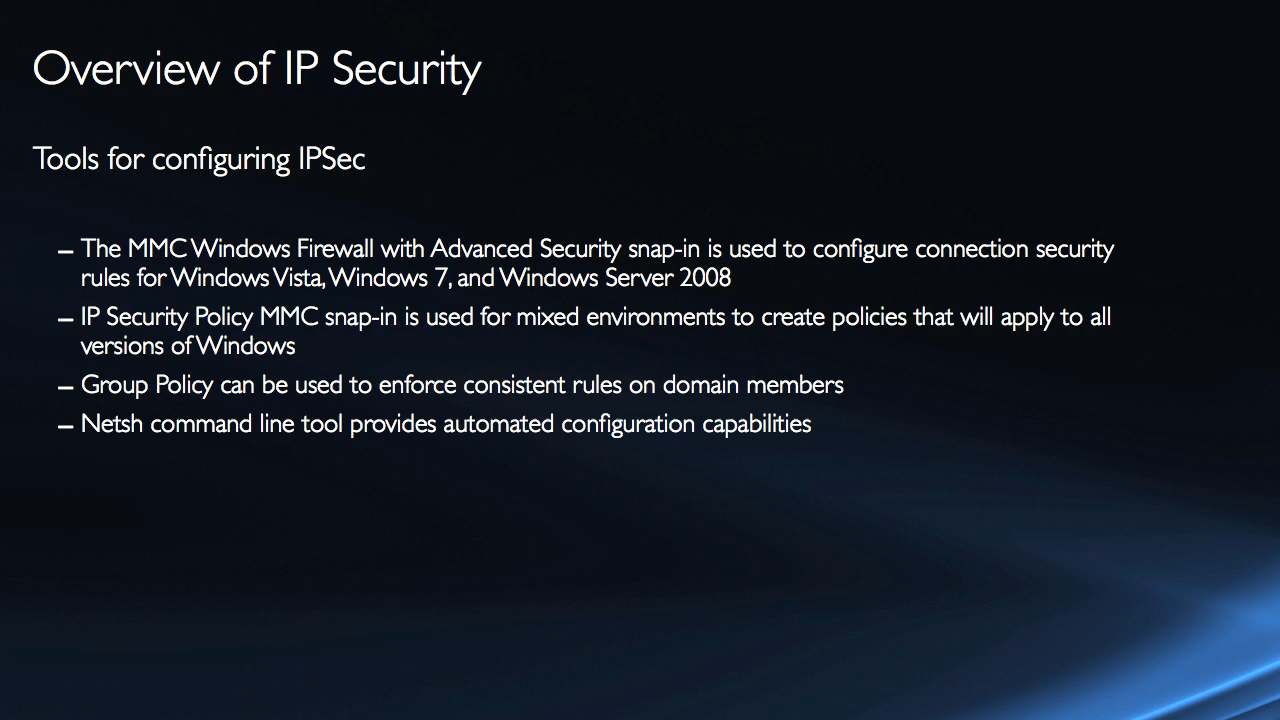 Overview of IP Security
Tools for configuring IPSec
– The MMC Windows Firewall with Advanced Security snap-in is used to configure connection security
rules for Windows Vista, Windows 7, and Windows Server 2008
– IP Security Policy MMC snap-in is used for mixed environments to create policies that will apply to all
versions of Windows
– Group Policy can be used to enforce consistent rules on domain members
– Netsh command line tool provides automated configuration capabilities